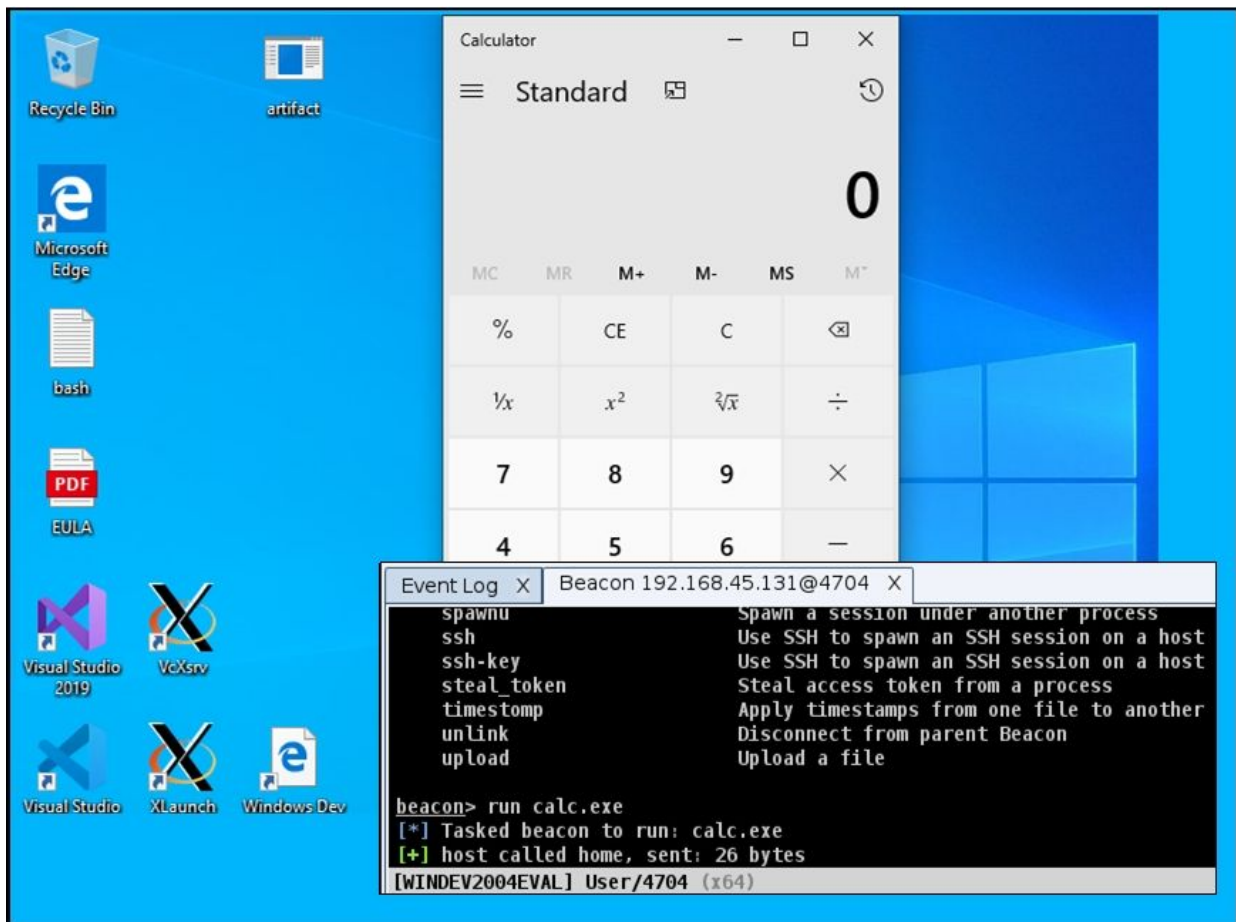 Recycle Bin
artifact
Microsoft
Edge
bash
PDF
EULA
Visual Studio
2019
VcXsrv
Visual Studio
XLaunch
Windows Dev
Calculator
Standard
0
MC MR M+ M- MS M˅
% CE C
¹/x x² ²√x ÷
7 8 9 ×
4 5 6 −
Event Log X Beacon 192.168.45.131@4704 X
spawnu Spawn a session under another process
ssh Use SSH to spawn an SSH session on a host
ssh-key Use SSH to spawn an SSH session on a host
steal_token Steal access token from a process
timestomp Apply timestamps from one file to another
unlink Disconnect from parent Beacon
upload Upload a file
beacon> run calc.exe
[*] Tasked beacon to run: calc.exe
[+] host called home, sent: 26 bytes
[WINDEV2004EVAL] User/4704 (x64)